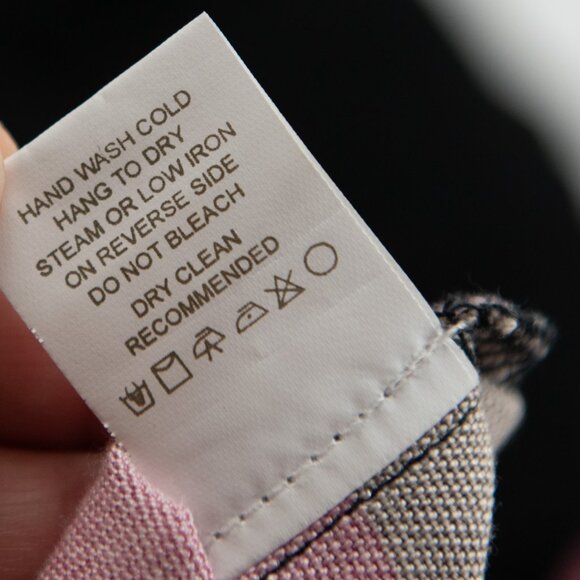 HAND WASH COLD
HANG TO DRY
STEAM OR LOW IRON
ON REVERSE SIDE
DO NOT BLEACH
DRY CLEAN
RECOMMENDED